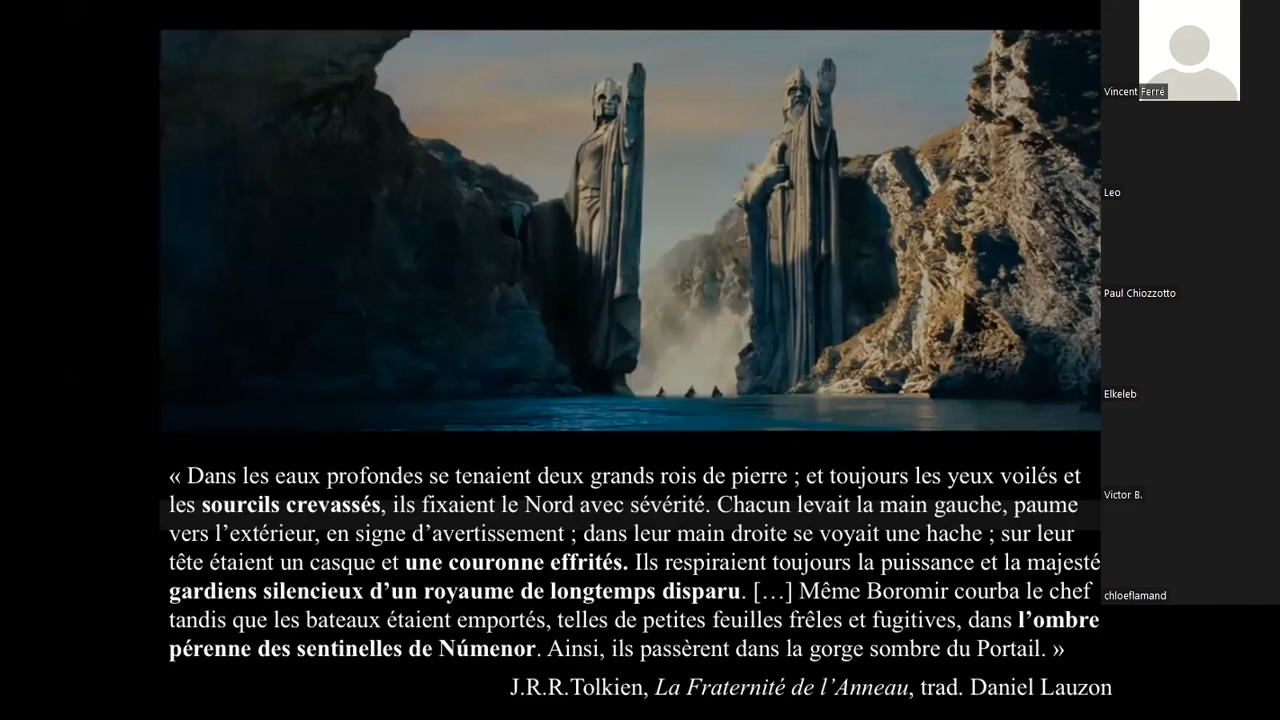 « Dans les eaux profondes se tenaient deux grands rois de pierre ; et toujours les yeux voilés et
les sourcils crevassés, ils fixaient le Nord avec sévérité. Chacun levait la main gauche, paume
vers l’extérieur, en signe d’avertissement ; dans leur main droite se voyait une hache ; sur leur
tête étaient un casque et une couronne effrités. Ils respiraient toujours la puissance et la majesté
gardiens silencieux d’un royaume de longtemps disparu. […] Même Boromir courba le chef
tandis que les bateaux étaient emportés, telles de petites feuilles frêles et fugitives, dans l’ombre
pérenne des sentinelles de Númenor. Ainsi, ils passèrent dans la gorge sombre du Portail. »
J.R.R.Tolkien, La Fraternité de l’Anneau, trad. Daniel Lauzon
Vincent Ferré
Leo
Paul Chiozzotto
Elkeleb
Victor B.
chloeflamand